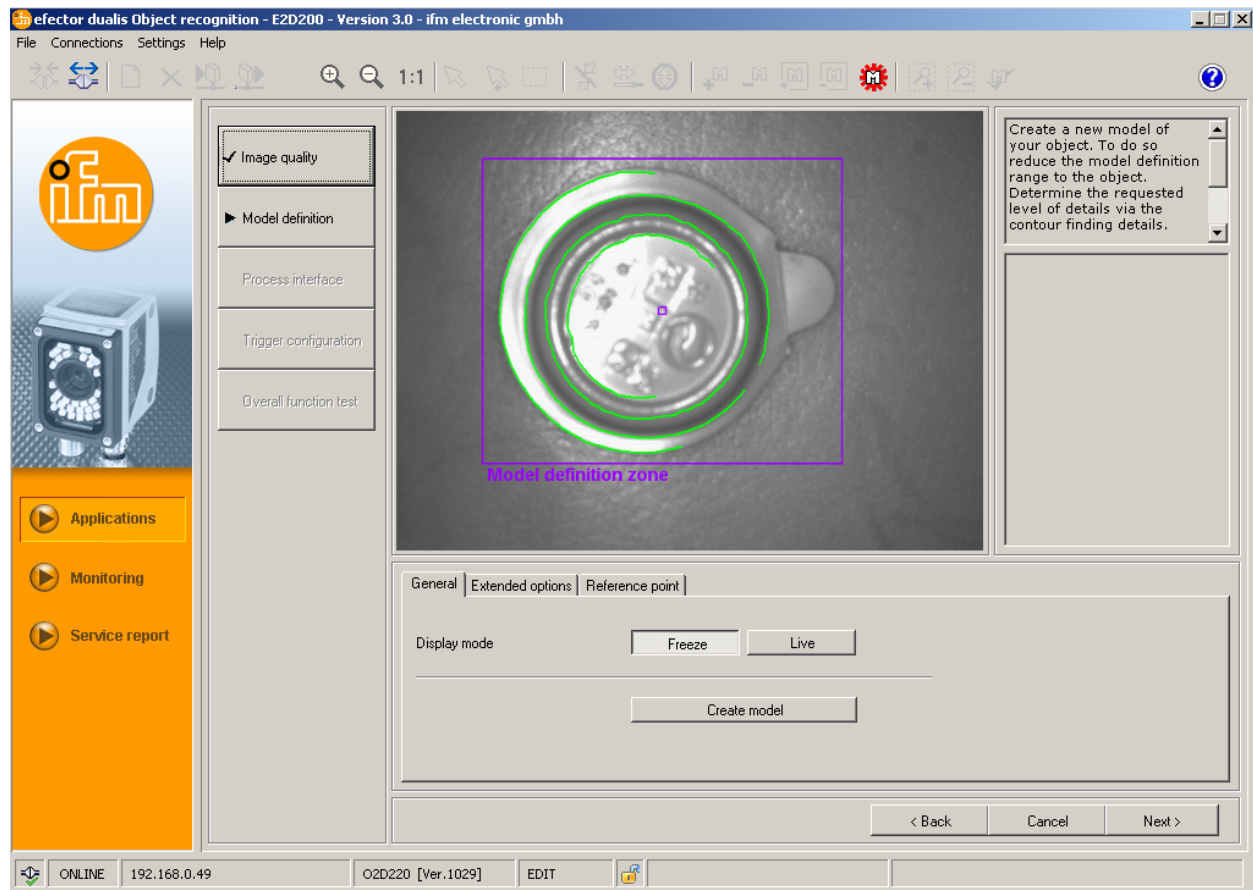 efector dualis Object recognition - E2D200 - Version 3.0 - ifm electronic gmbh
File Connections Settings Help
1:1
ifm
Image quality
Model definition
Process interface
Trigger configuration
Overall function test
Model definition zone
Create a new model of
your object. To do so
reduce the model definition
range to the object.
Determine the requested
level of details via the
contour finding details.
Applications
Monitoring
Service report
General Extended options Reference point
Display mode Freeze Live
Create model
< Back Cancel Next >
ONLINE 192.168.0.49 O2D220 [Ver.1029] EDIT